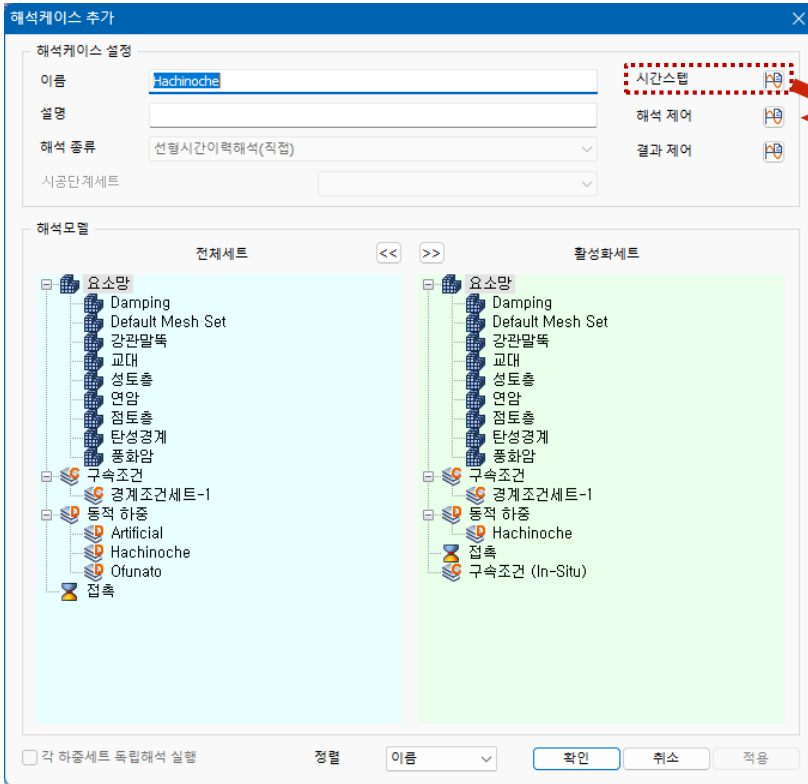 해석케이스 추가
해석케이스 설정
이름
Hachinoche
시간스텝
설명
해석 제어
해석 종류
선형시간이력해석(직접)
결과 제어
시공단계세트
해석모델
전체세트
<<
>>
활성화세트
요소망
Damping
Default Mesh Set
강관말뚝
교대
성토층
연암
점토층
탄성경계
풍화암
구속조건
경계조건세트-1
동적 하중
Artificial
Hachinoche
Ofunato
접촉
요소망
Damping
Default Mesh Set
강관말뚝
교대
성토층
연암
점토층
탄성경계
풍화암
구속조건
경계조건세트-1
동적 하중
Hachinoche
접촉
구속조건 (In-Situ)
각 하중세트 독립해석 실행
정렬
이름
확인
취소
적용